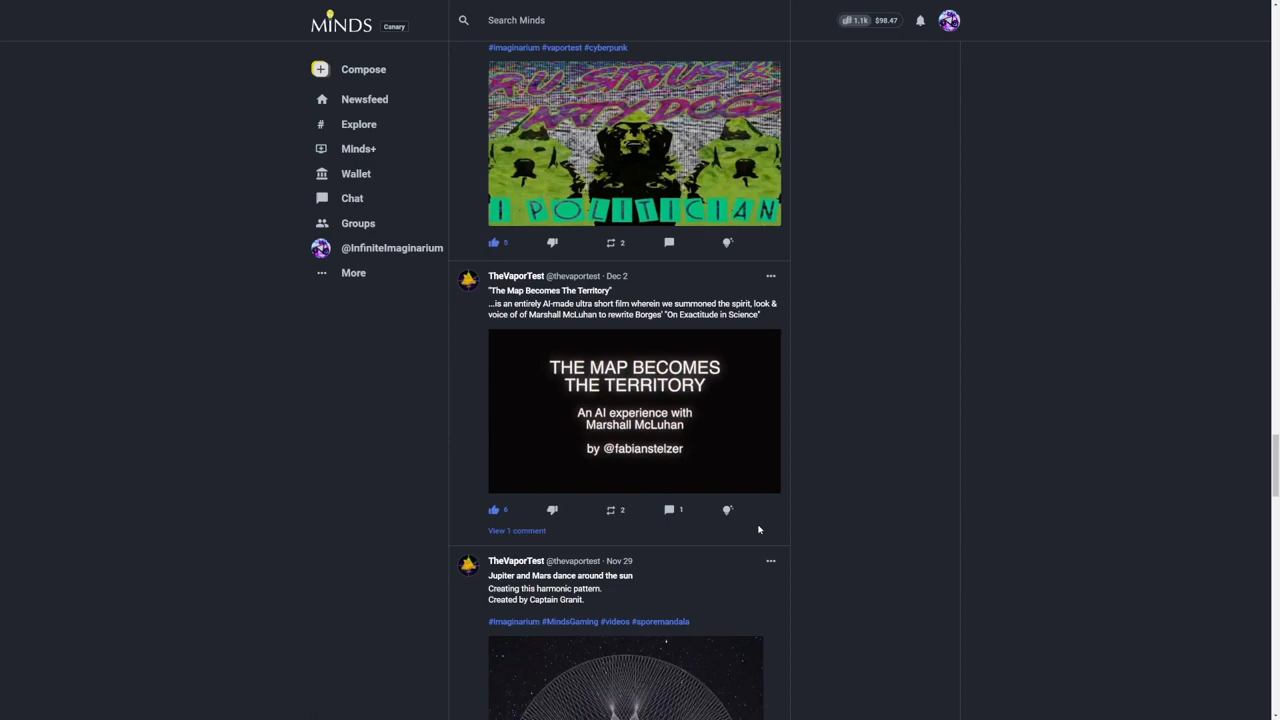 MINDS
Canary
Search Minds
1.1k $98.47
Compose
Newsfeed
Explore
Minds+
Wallet
Chat
Groups
@InfiniteImaginarium
More
#imaginarium #vaportest #cyberpunk
R.U. SIRIUS &
PARTY DOGS
I POLITICIAN
5
2
TheVaporTest @thevaportest · Dec 2
"The Map Becomes The Territory"
...is an entirely AI-made ultra short film wherein we summoned the spirit, look &
voice of of Marshall McLuhan to rewrite Borges' "On Exactitude in Science"
THE MAP BECOMES
THE TERRITORY
An AI experience with
Marshall McLuhan
by @fabianstelzer
6
2
1
View 1 comment
TheVaporTest @thevaportest · Nov 29
Jupiter and Mars dance around the sun
Creating this harmonic pattern.
Created by Captain Granit.
#imaginarium #MindsGaming #videos #sporemandala